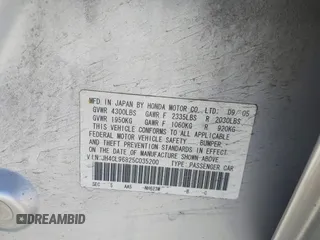 MFD. IN JAPAN BY HONDA MOTOR CO., LTD. 09 05
GVWR 4300LBS GAWR F 2335LBS R 2030LBS
GVWR 1950KG GAWR F 1060KG R 920KG
THIS VEHICLE CONFORMS TO ALL APPLICABLE
FEDERAL MOTOR VEHICLE SAFETY, BUMPER,
AND THEFT PREVENTION STANDARDS IN EFFECT
ON THE DATE OF MANUFACTURE SHOWN ABOVE.
V.I.N: JH4CL96825C035200 TYPE: PASSENGER CAR